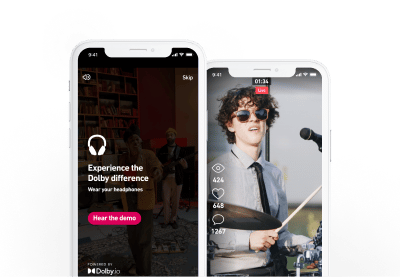 9:41
Skip
Experience the
Dolby difference
Wear your headphones
Hear the demo
POWERED BY
Dolby.io
9:41
01:34
Live
424
648
1267